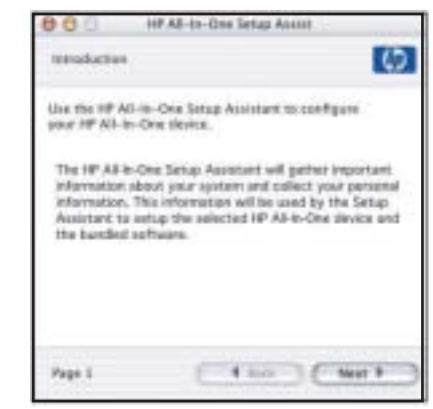 HP All-In-One Setup Assist
Introduction
hp
Use the HP All-In-One Setup Assistant to configure
your HP All-In-One device.
The HP All-In-One Setup Assistant will gather important
information about your system and collect your personal
information. This information will be used by the Setup
Assistant to setup the selected HP All-In-One device and
the bundled software.
Page 1
Back
Next